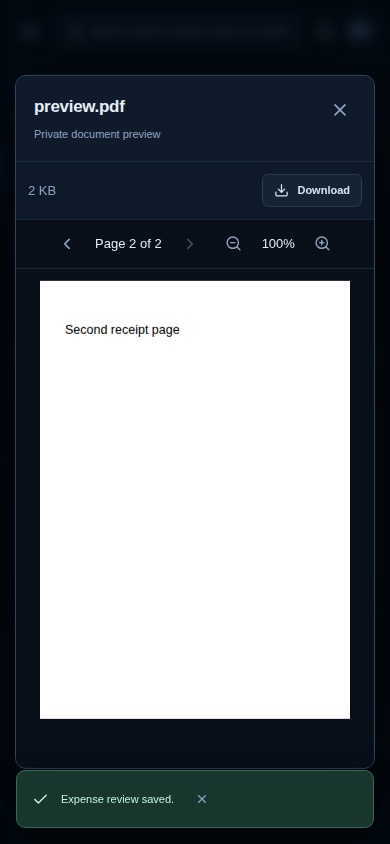 preview.pdf
Private document preview
2 KB
Download
Page 2 of 2
100%
Second receipt page
Expense review saved.